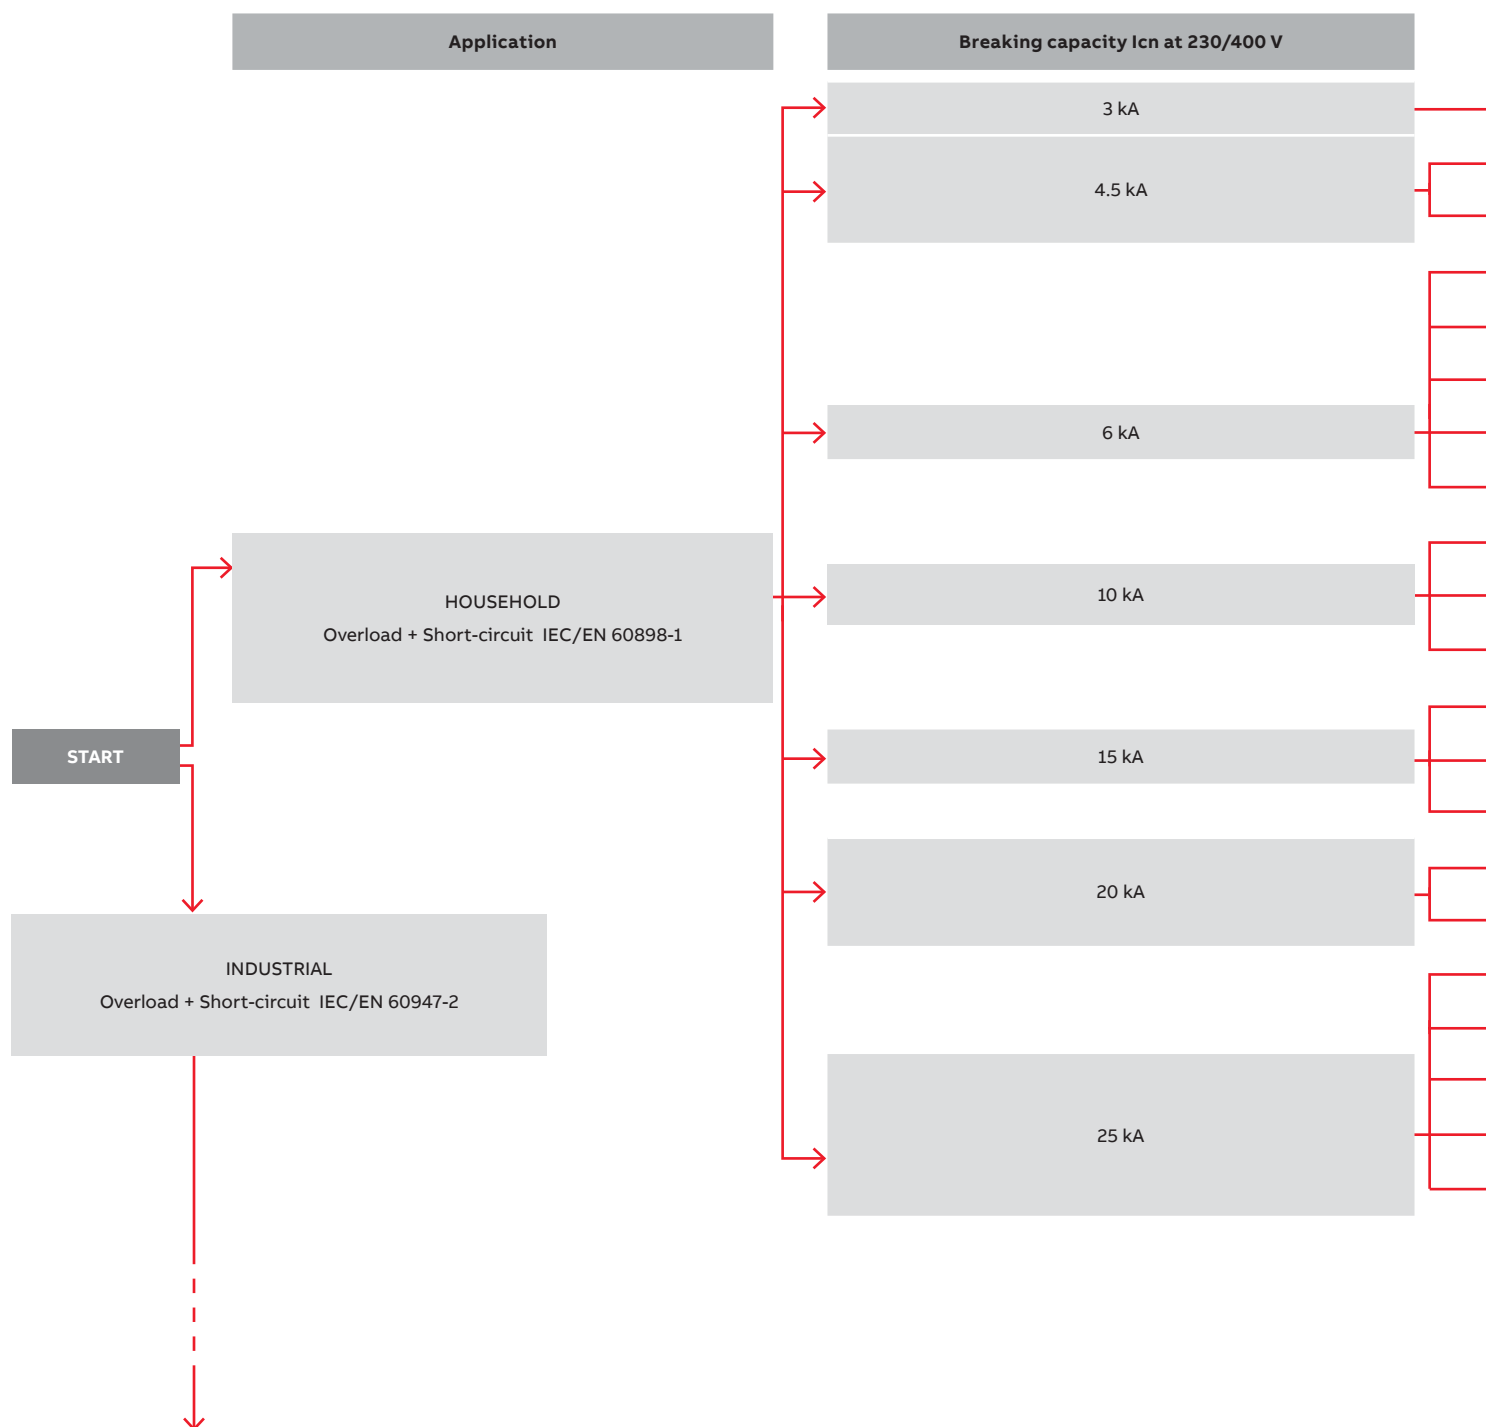 Application
Breaking capacity Icn at 230/400 V
3 kA
4.5 kA
6 kA
HOUSEHOLD
Overload + Short-circuit IEC/EN 60898-1
10 kA
START
15 kA
20 kA
INDUSTRIAL
Overload + Short-circuit IEC/EN 60947-2
25 kA